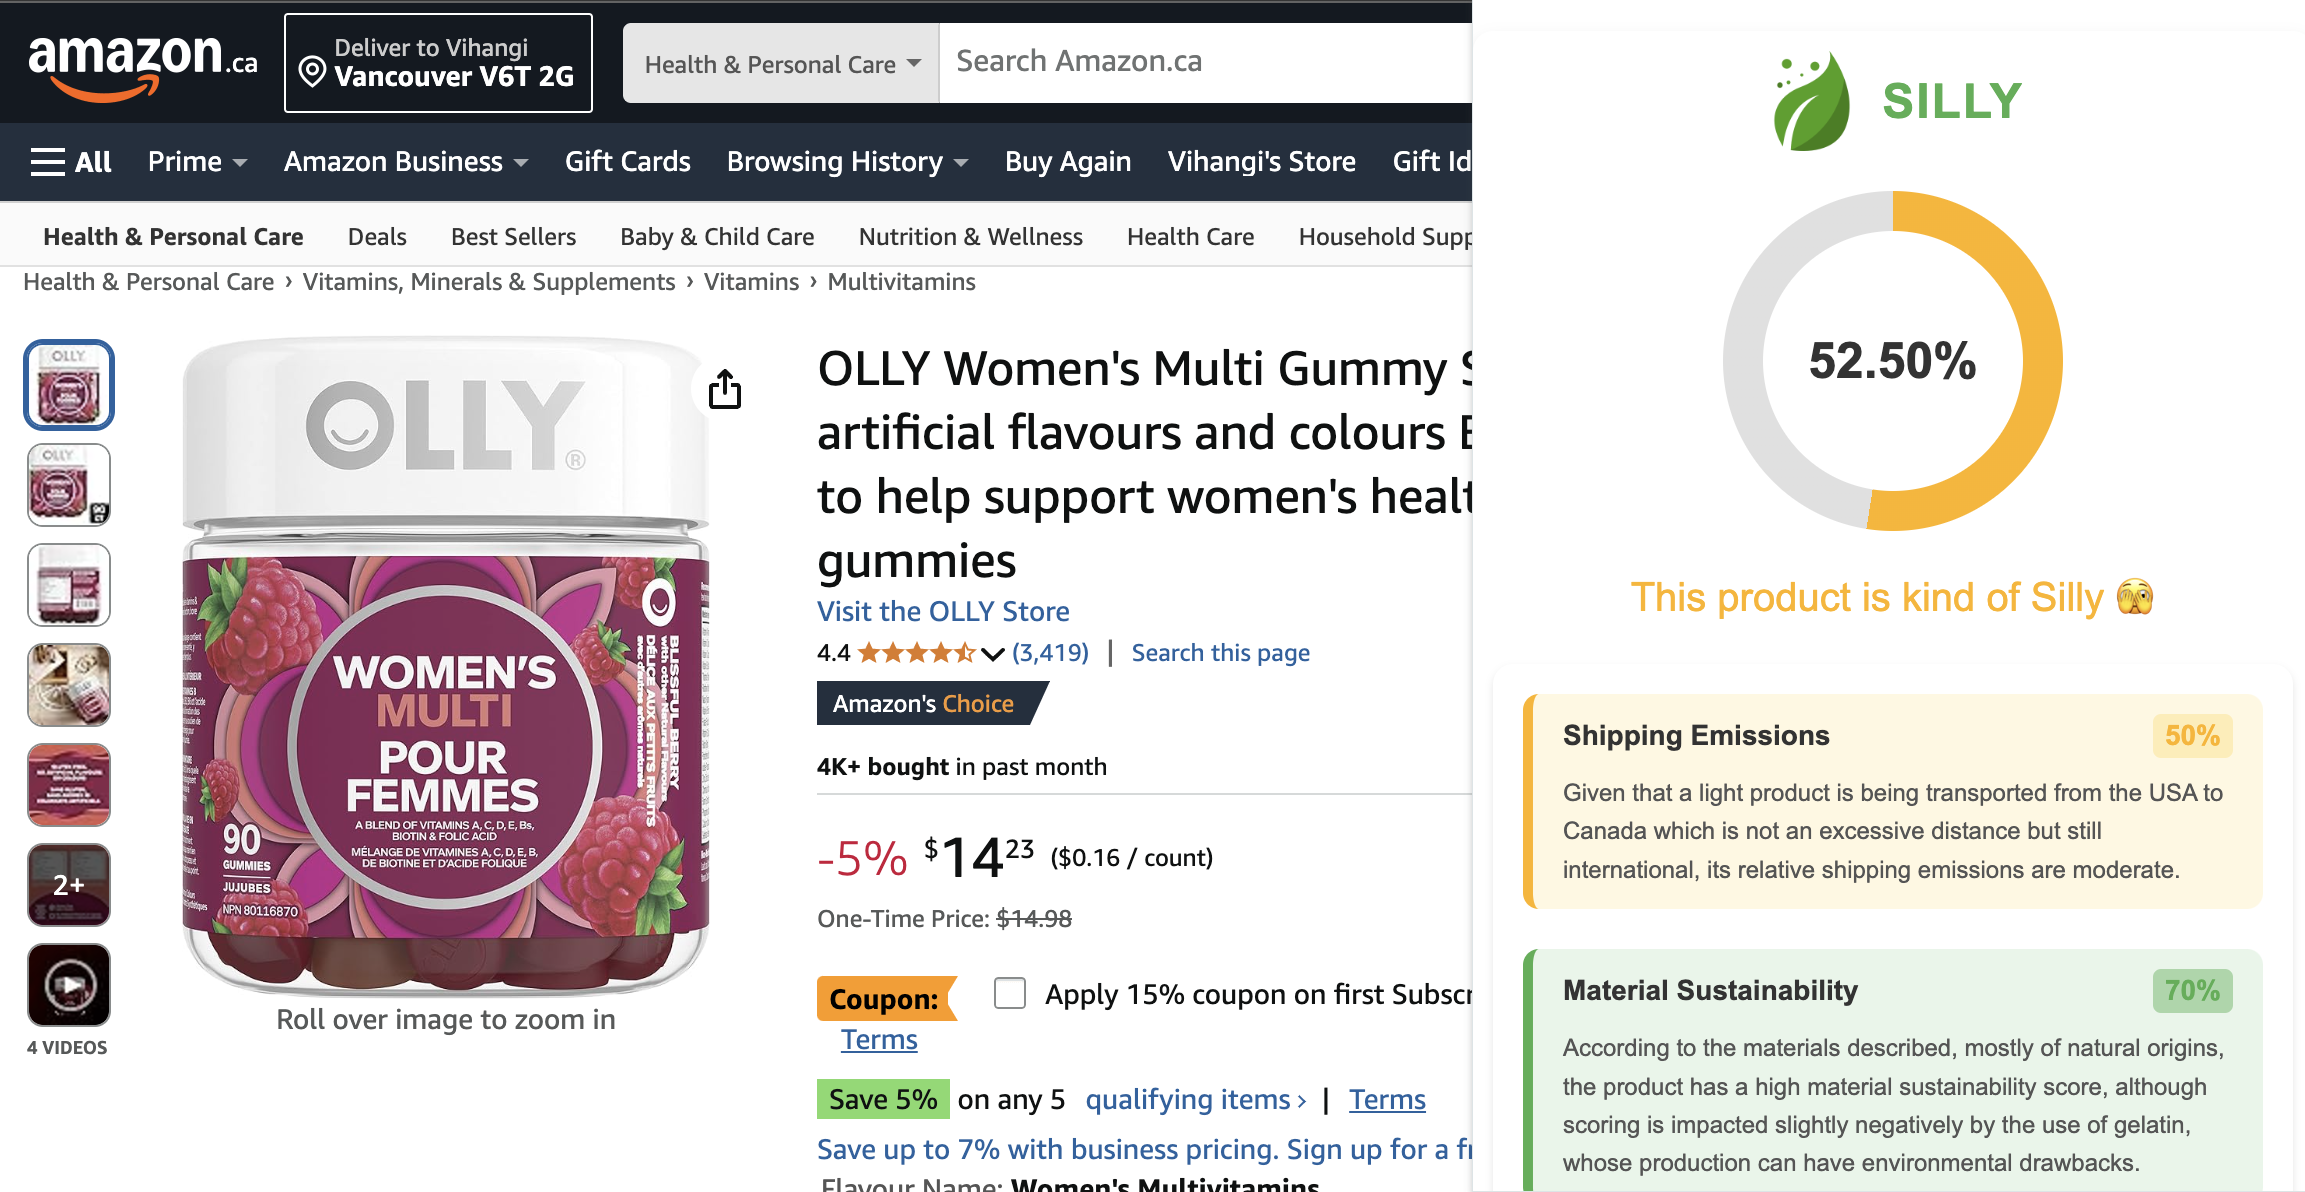 amazon.ca
Deliver to Vihangi
Vancouver V6T 2G
Health & Personal Care
Search Amazon.ca
All
Prime
Amazon Business
Gift Cards
Browsing History
Buy Again
Vihangi's Store
Gift Id
Health & Personal Care
Deals
Best Sellers
Baby & Child Care
Nutrition & Wellness
Health Care
Household Supp
Health & Personal Care › Vitamins, Minerals & Supplements › Vitamins › Multivitamins
OLLY
OLLY
2+
4 VIDEOS
OLLY®
WOMEN'S
MULTI
POUR
FEMMES
A BLEND OF VITAMINS A, C, D, E, Bs,
BIOTIN & FOLIC ACID
MÉLANGE DE VITAMINES A, C, D, E, B,
DE BIOTINE ET D'ACIDE FOLIQUE
90
GUMMIES
JUJUBES
NPN 80116870
BLISSFUL BERRY
with other Natural Flavours
DÉLICE AUX PETITS FRUITS
Roll over image to zoom in
OLLY Women's Multi Gummy S
artificial flavours and colours B
to help support women's healt
gummies
Visit the OLLY Store
4.4 (3,419) | Search this page
Amazon's Choice
4K+ bought in past month
-5% $14 23 ($0.16 / count)
One-Time Price: $14.98
Coupon: Apply 15% coupon on first Subscr
Terms
Save 5% on any 5 qualifying items › | Terms
Save up to 7% with business pricing. Sign up for a fr
Flavour Name: Women's Multivitamins
SILLY
52.50%
This product is kind of Silly 🫣
Shipping Emissions
50%
Given that a light product is being transported from the USA to
Canada which is not an excessive distance but still
international, its relative shipping emissions are moderate.
Material Sustainability
70%
According to the materials described, mostly of natural origins,
the product has a high material sustainability score, although
scoring is impacted slightly negatively by the use of gelatin,
whose production can have environmental drawbacks.